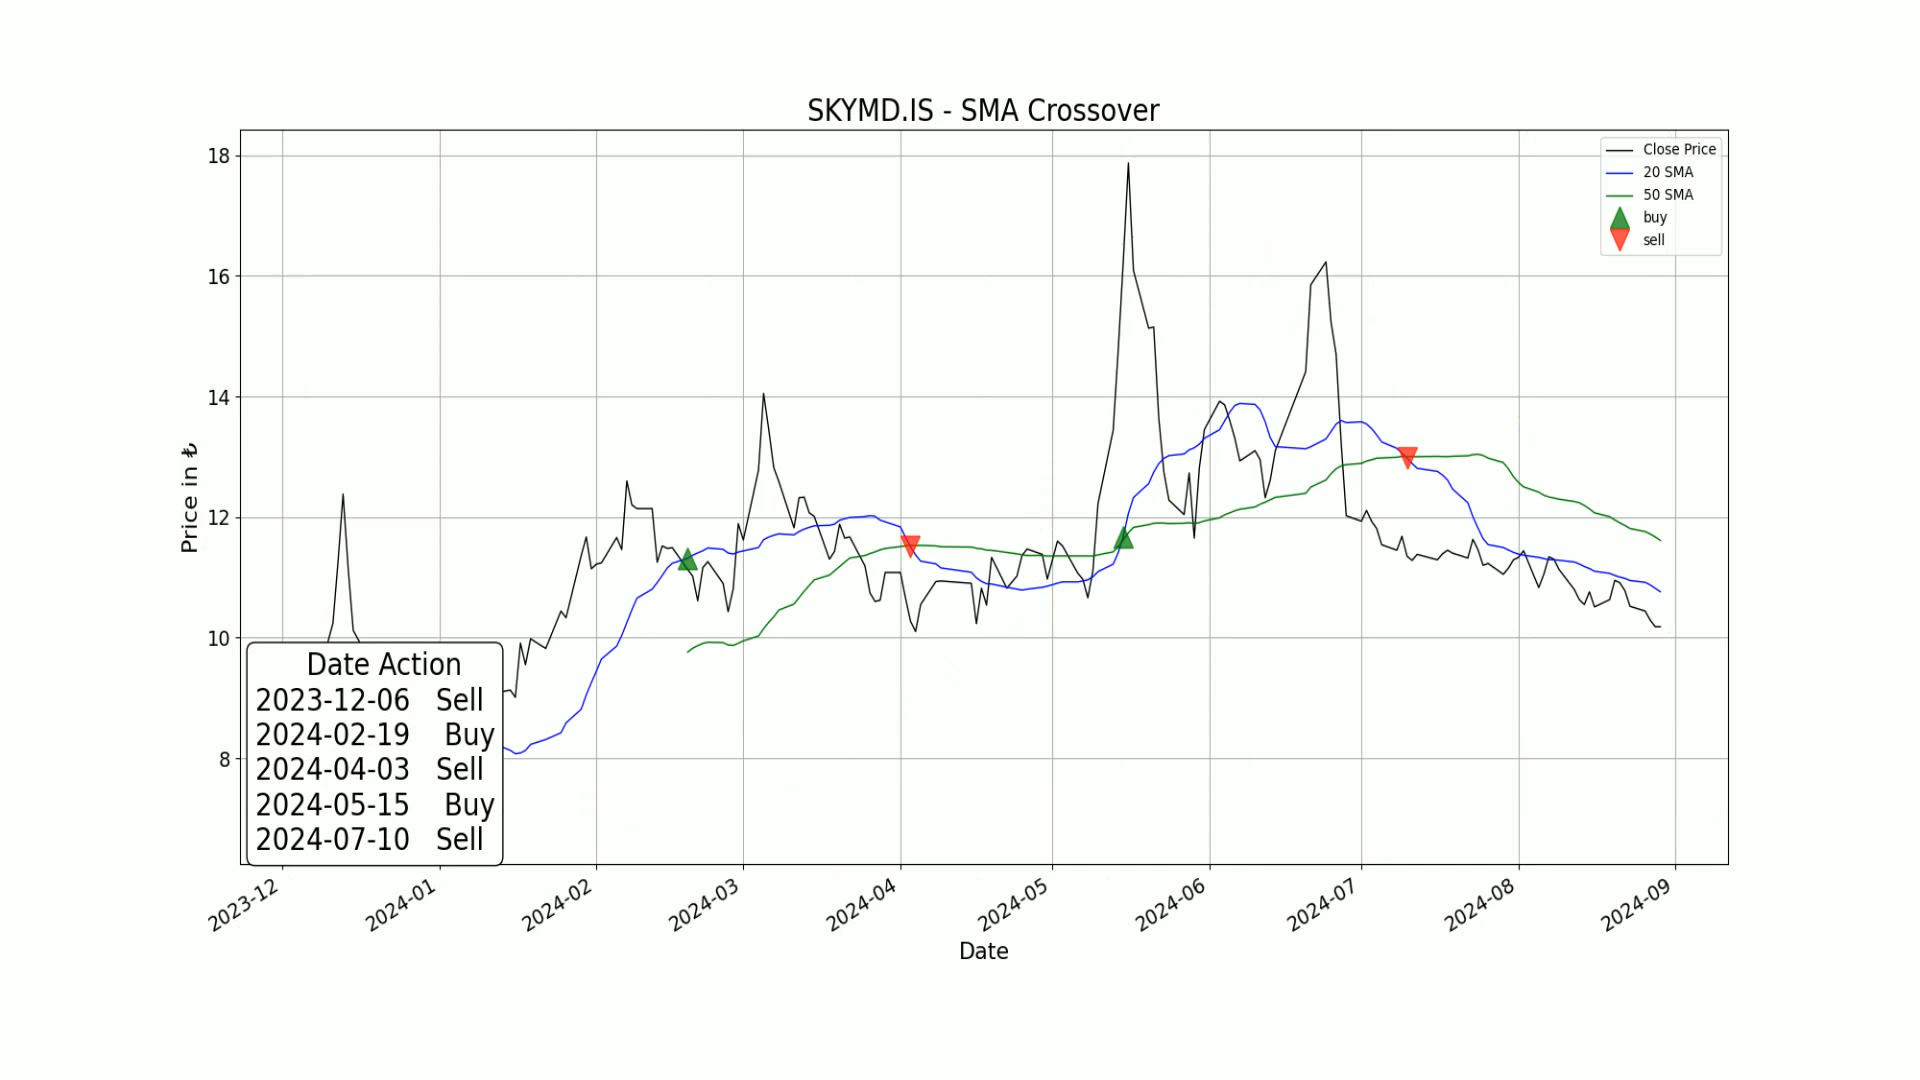 SKYMD.IS - SMA Crossover
Close Price
20 SMA
50 SMA
buy
sell
18
16
14
12
10
8
Price in ₺
Date Action
2023-12-06 Sell
2024-02-19 Buy
2024-04-03 Sell
2024-05-15 Buy
2024-07-10 Sell
2023-12
2024-01
2024-02
2024-03
2024-04
2024-05
2024-06
2024-07
2024-08
2024-09
Date